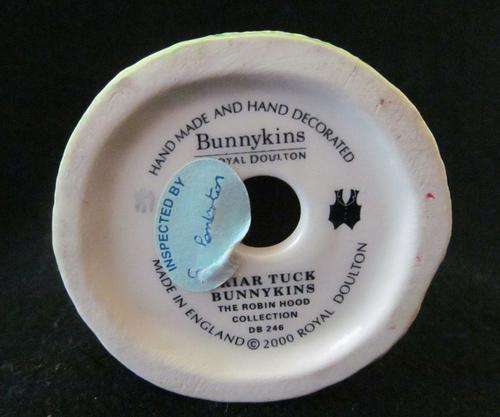 HAND MADE AND HAND DECORATED
Bunnykins
OYAL DOULTON
INSPECTED BY
RIAR TUCK
BUNNYKINS
THE ROBIN HOOD
COLLECTION
DB 246
MADE IN ENGLAND © 2000 ROYAL DOULTON